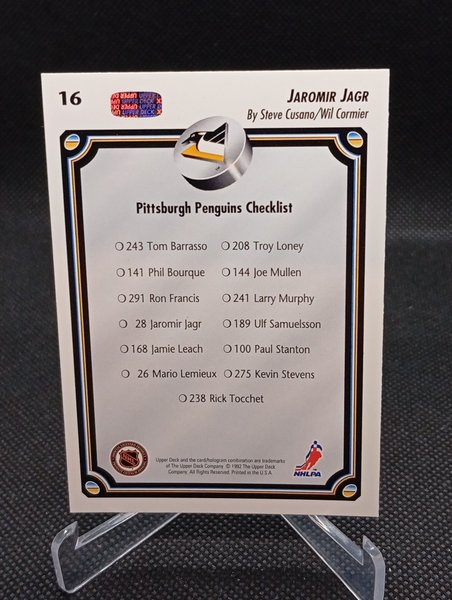 16
JAROMIR JAGR
By Steve Cusano/Wil Cormier
Pittsburgh Penguins Checklist
243 Tom Barrasso
208 Troy Loney
141 Phil Bourque
144 Joe Mullen
291 Ron Francis
241 Larry Murphy
28 Jaromir Jagr
189 Ulf Samuelsson
168 Jamie Leach
100 Paul Stanton
26 Mario Lemieux
275 Kevin Stevens
238 Rick Tocchet
Upper Deck and the card/hologram combination are trademarks
of The Upper Deck Company. © 1992 The Upper Deck
Company. All Rights Reserved. Printed in the U.S.A.
NHL
NHLPA